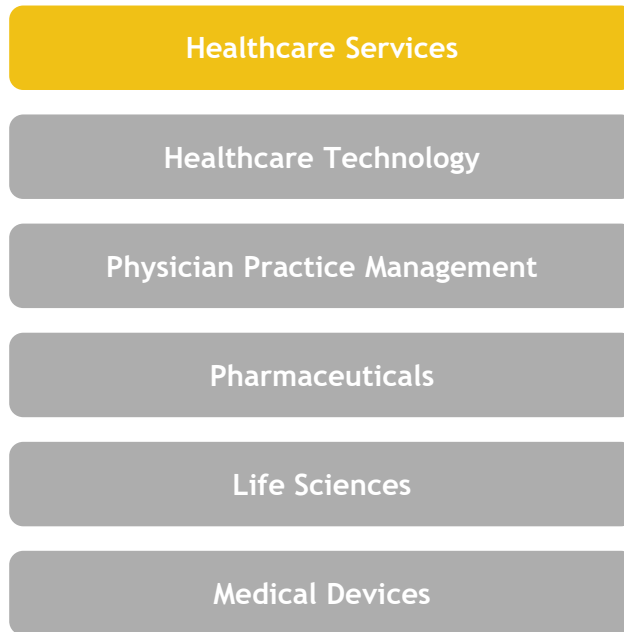 Healthcare Services
Healthcare Technology
Physician Practice Management
Pharmaceuticals
Life Sciences
Medical Devices